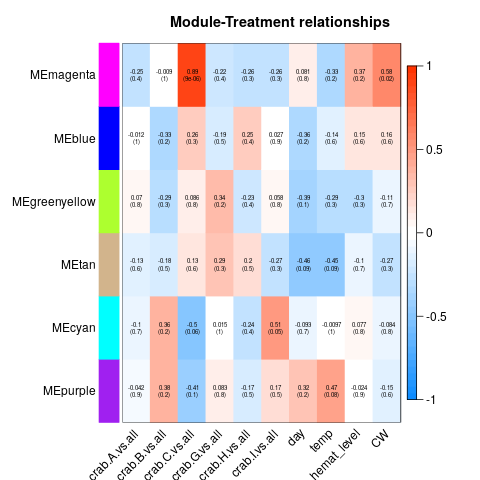 Module-Treatment relationships
MEmagenta
-0.25 -0.009 0.89 -0.22 -0.26 -0.26 0.081 -0.33 0.37 0.58
(0.4) (1) (9e-06) (0.4) (0.3) (0.3) (0.8) (0.2) (0.2) (0.02)
MEblue
-0.012 -0.33 0.26 -0.19 0.25 0.027 -0.36 -0.14 0.15 0.16
(1) (0.2) (0.3) (0.5) (0.4) (0.9) (0.2) (0.6) (0.6) (0.6)
MEgreenyellow
0.07 -0.29 0.086 0.34 -0.23 0.058 -0.39 -0.29 -0.3 -0.11
(0.8) (0.3) (0.8) (0.2) (0.4) (0.8) (0.1) (0.3) (0.3) (0.7)
MEtan
-0.13 -0.18 0.13 0.29 0.2 -0.27 -0.46 -0.45 -0.1 -0.27
(0.6) (0.5) (0.6) (0.3) (0.5) (0.3) (0.09) (0.09) (0.7) (0.3)
MEcyan
-0.1 0.36 -0.5 0.015 -0.24 0.51 -0.093 -0.0097 0.077 -0.084
(0.7) (0.2) (0.06) (1) (0.4) (0.05) (0.7) (1) (0.8) (0.8)
MEpurple
-0.042 0.38 -0.41 0.083 -0.17 0.17 0.32 0.47 -0.024 -0.15
(0.9) (0.2) (0.1) (0.8) (0.5) (0.5) (0.2) (0.08) (0.9) (0.6)
crab.A.vs.all
crab.B.vs.all
crab.C.vs.all
crab.G.vs.all
crab.H.vs.all
crab.I.vs.all
day
temp
hemat_level
CW
1
0.5
0
-0.5
-1